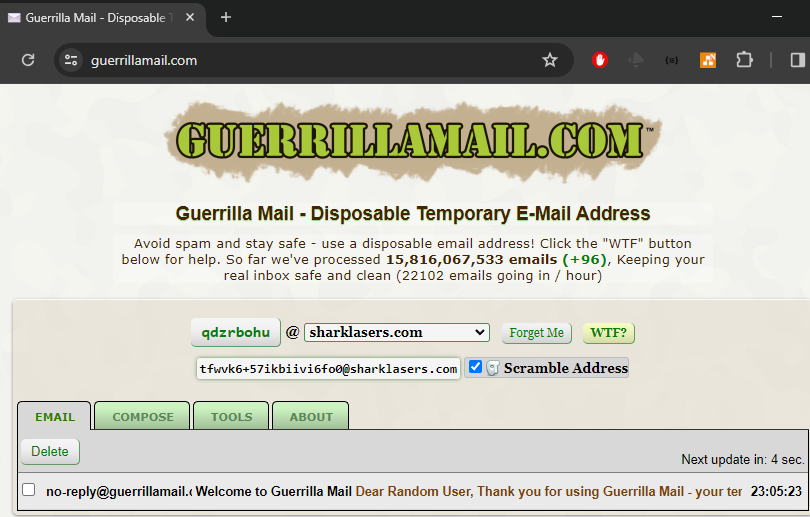 Guerrilla Mail - Disposable T
guerrillamail.com
GUERRILLAMAIL.COM™
Guerrilla Mail - Disposable Temporary E-Mail Address
Avoid spam and stay safe - use a disposable email address! Click the "WTF" button
below for help. So far we've processed 15,816,067,533 emails (+96), Keeping your
real inbox safe and clean (22102 emails going in / hour)
qdzrbohu @ sharklasers.com Forget Me WTF?
tfwvk6+57ikbiivi6fo0@sharklasers.com Scramble Address
EMAIL COMPOSE TOOLS ABOUT
Delete
Next update in: 4 sec.
no-reply@guerrillamail.c Welcome to Guerrilla Mail Dear Random User, Thank you for using Guerrilla Mail - your ter 23:05:23